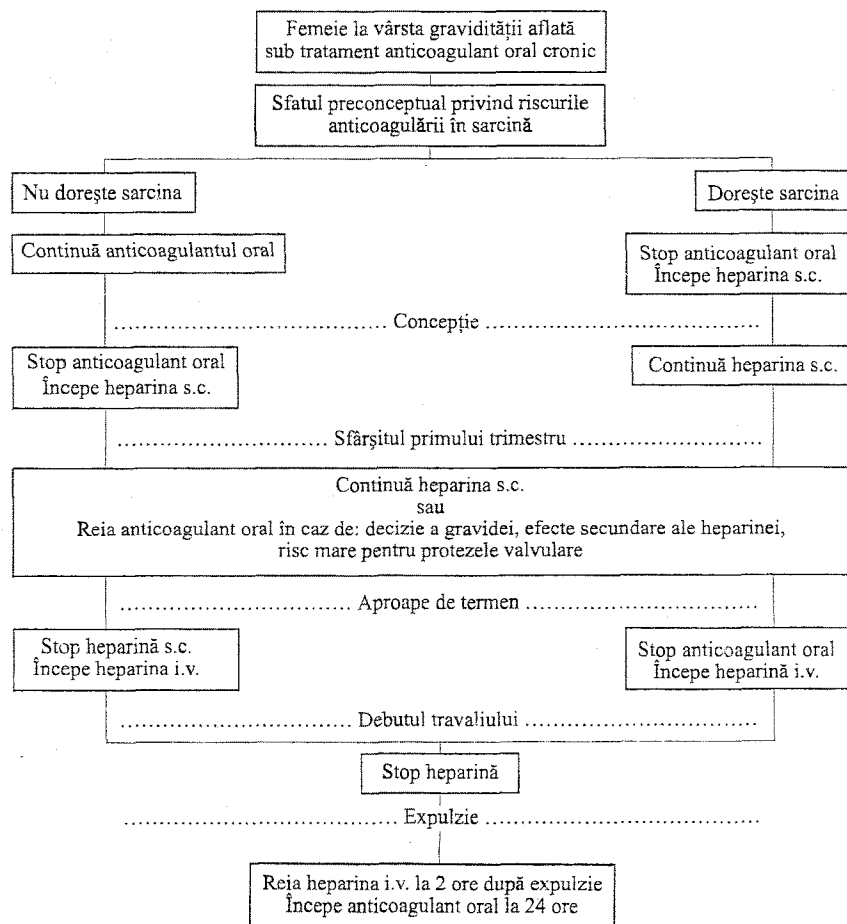 Femeie la vârsta gravidității aflată
sub tratament anticoagulant oral cronic
Sfatul preconceptual privind riscurile
anticoagulării în sarcină
Nu dorește sarcina
Dorește sarcina
Continuă anticoagulantul oral
Stop anticoagulant oral
Începe heparina s.c.
Concepție
Stop anticoagulant oral
Începe heparina s.c.
Continuă heparina s.c.
Sfârșitul primului trimestru
Continuă heparina s.c.
sau
Reia anticoagulant oral în caz de: decizie a gravidei, efecte secundare ale heparinei,
risc mare pentru protezele valvulare
Aproape de termen
Stop heparină s.c.
Începe heparina i.v.
Stop anticoagulant oral
Începe heparină i.v.
Debutul travaliului
Stop heparină
Expulzie
Reia heparina i.v. la 2 ore după expulzie
Începe anticoagulant oral la 24 ore